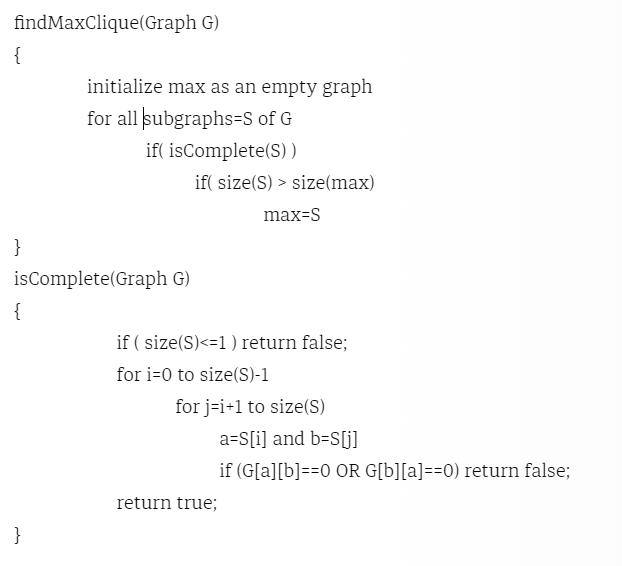 findMaxClique(Graph G)
{
initialize max as an empty graph
for all subgraphs=S of G
if( isComplete(S) )
if( size(S) > size(max)
max=S
}
isComplete(Graph G)
{
if ( size(S)<=1 ) return false;
for i=0 to size(S)-1
for j=i+1 to size(S)
a=S[i] and b=S[j]
if (G[a][b]==0 OR G[b][a]==0) return false;
return true;
}